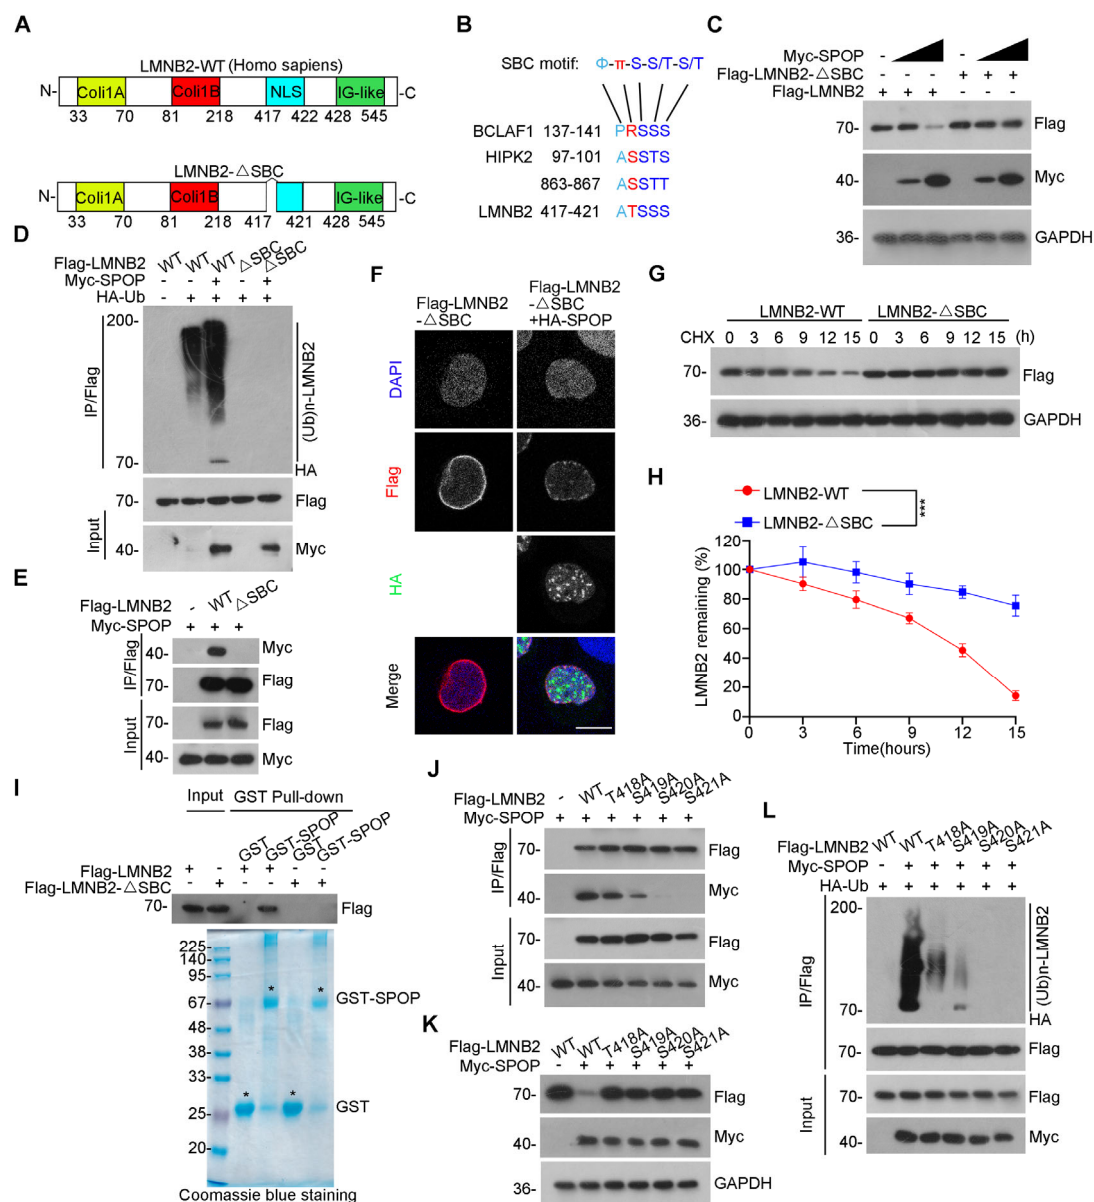 A
LMNB2-WT (Homo sapiens)
N- Coli1A Coli1B NLS IG-like -C
33 70 81 218 417 422 428 545
LMNB2-△SBC
N- Coli1A Coli1B IG-like -C
33 70 81 218 417 421 428 545
B
SBC motif: Φ-π-S-S/T-S/T
BCLAF1 137-141 PRSSS
HIPK2 97-101 ASSTS
863-867 ASSTT
LMNB2 417-421 ATSSS
C
Myc-SPOP - -
Flag-LMNB2-△SBC - - - + + +
Flag-LMNB2 + + + - - -
70- Flag
40- Myc
36- GAPDH
D
Flag-LMNB2 WT WT WT △SBC △SBC
Myc-SPOP - - + - +
HA-Ub - + + + +
200-
IP/Flag
(Ub)n-LMNB2
70-
HA
70- Flag
Input
40- Myc
E
Flag-LMNB2 - WT △SBC
Myc-SPOP + + +
IP/Flag
40- Myc
70- Flag
Input
70- Flag
40- Myc
F
Flag-LMNB2
-△SBC
Flag-LMNB2
-△SBC
+HA-SPOP
DAPI
Flag
HA
Merge
G
LMNB2-WT LMNB2-△SBC
CHX 0 3 6 9 12 15 0 3 6 9 12 15 (h)
70- Flag
36- GAPDH
H
LMNB2-WT
LMNB2-△SBC
***
LMNB2 remaining (%)
120
100
80
60
40
20
0
0 3 6 9 12 15
Time(hours)
I
Input GST Pull-down
GST GST-SPOP GST GST-SPOP
Flag-LMNB2 + - + + - -
Flag-LMNB2-△SBC - + - - + +
70- Flag
225-
140-
95-
67- * * GST-SPOP
48-
38-
33-
25- * * GST
20-
Coomassie blue staining
J
Flag-LMNB2 - WT T418A S419A S420A S421A
Myc-SPOP + + + + + +
IP/Flag
70- Flag
40- Myc
Input
70- Flag
40- Myc
K
Flag-LMNB2 WT WT T418A S419A S420A S421A
Myc-SPOP - + + + + +
70- Flag
40- Myc
36- GAPDH
L
Flag-LMNB2 WT WT T418A S419A S420A S421A
Myc-SPOP - + + + + +
HA-Ub + + + + + +
200-
IP/Flag
(Ub)n-LMNB2
70-
HA
70- Flag
Input
70- Flag
40- Myc